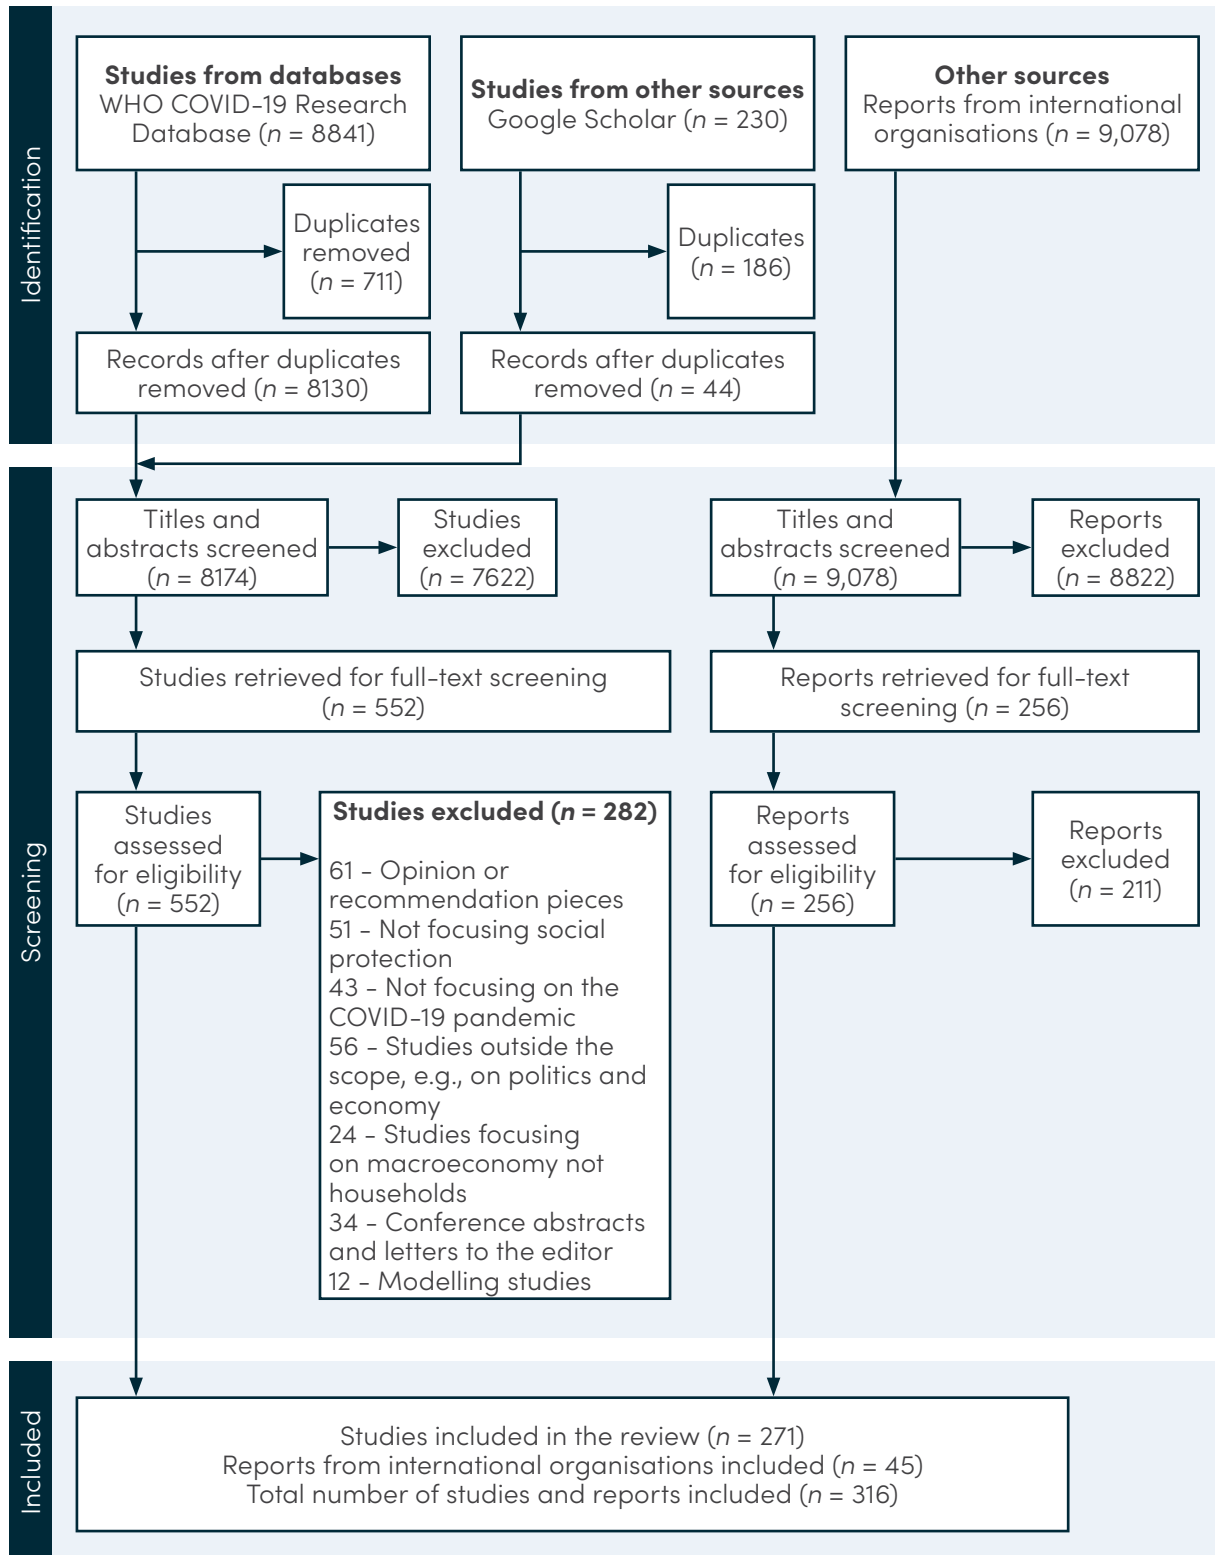 Identification
Studies from databases
WHO COVID-19 Research
Database (n = 8841)
Studies from other sources
Google Scholar (n = 230)
Other sources
Reports from international
organisations (n = 9,078)
Duplicates
removed
(n = 711)
Duplicates
(n = 186)
Records after duplicates
removed (n = 8130)
Records after duplicates
removed (n = 44)
Screening
Titles and
abstracts screened
(n = 8174)
Studies
excluded
(n = 7622)
Titles and
abstracts screened
(n = 9,078)
Reports
excluded
(n = 8822)
Studies retrieved for full-text screening
(n = 552)
Reports retrieved for full-text
screening (n = 256)
Studies
assessed
for eligibility
(n = 552)
Studies excluded (n = 282)
61 - Opinion or
recommendation pieces
51 - Not focusing social
protection
43 - Not focusing on the
COVID-19 pandemic
56 - Studies outside the
scope, e.g., on politics and
economy
24 - Studies focusing
on macroeconomy not
households
34 - Conference abstracts
and letters to the editor
12 - Modelling studies
Reports
assessed
for eligibility
(n = 256)
Reports
excluded
(n = 211)
Included
Studies included in the review (n = 271)
Reports from international organisations included (n = 45)
Total number of studies and reports included (n = 316)